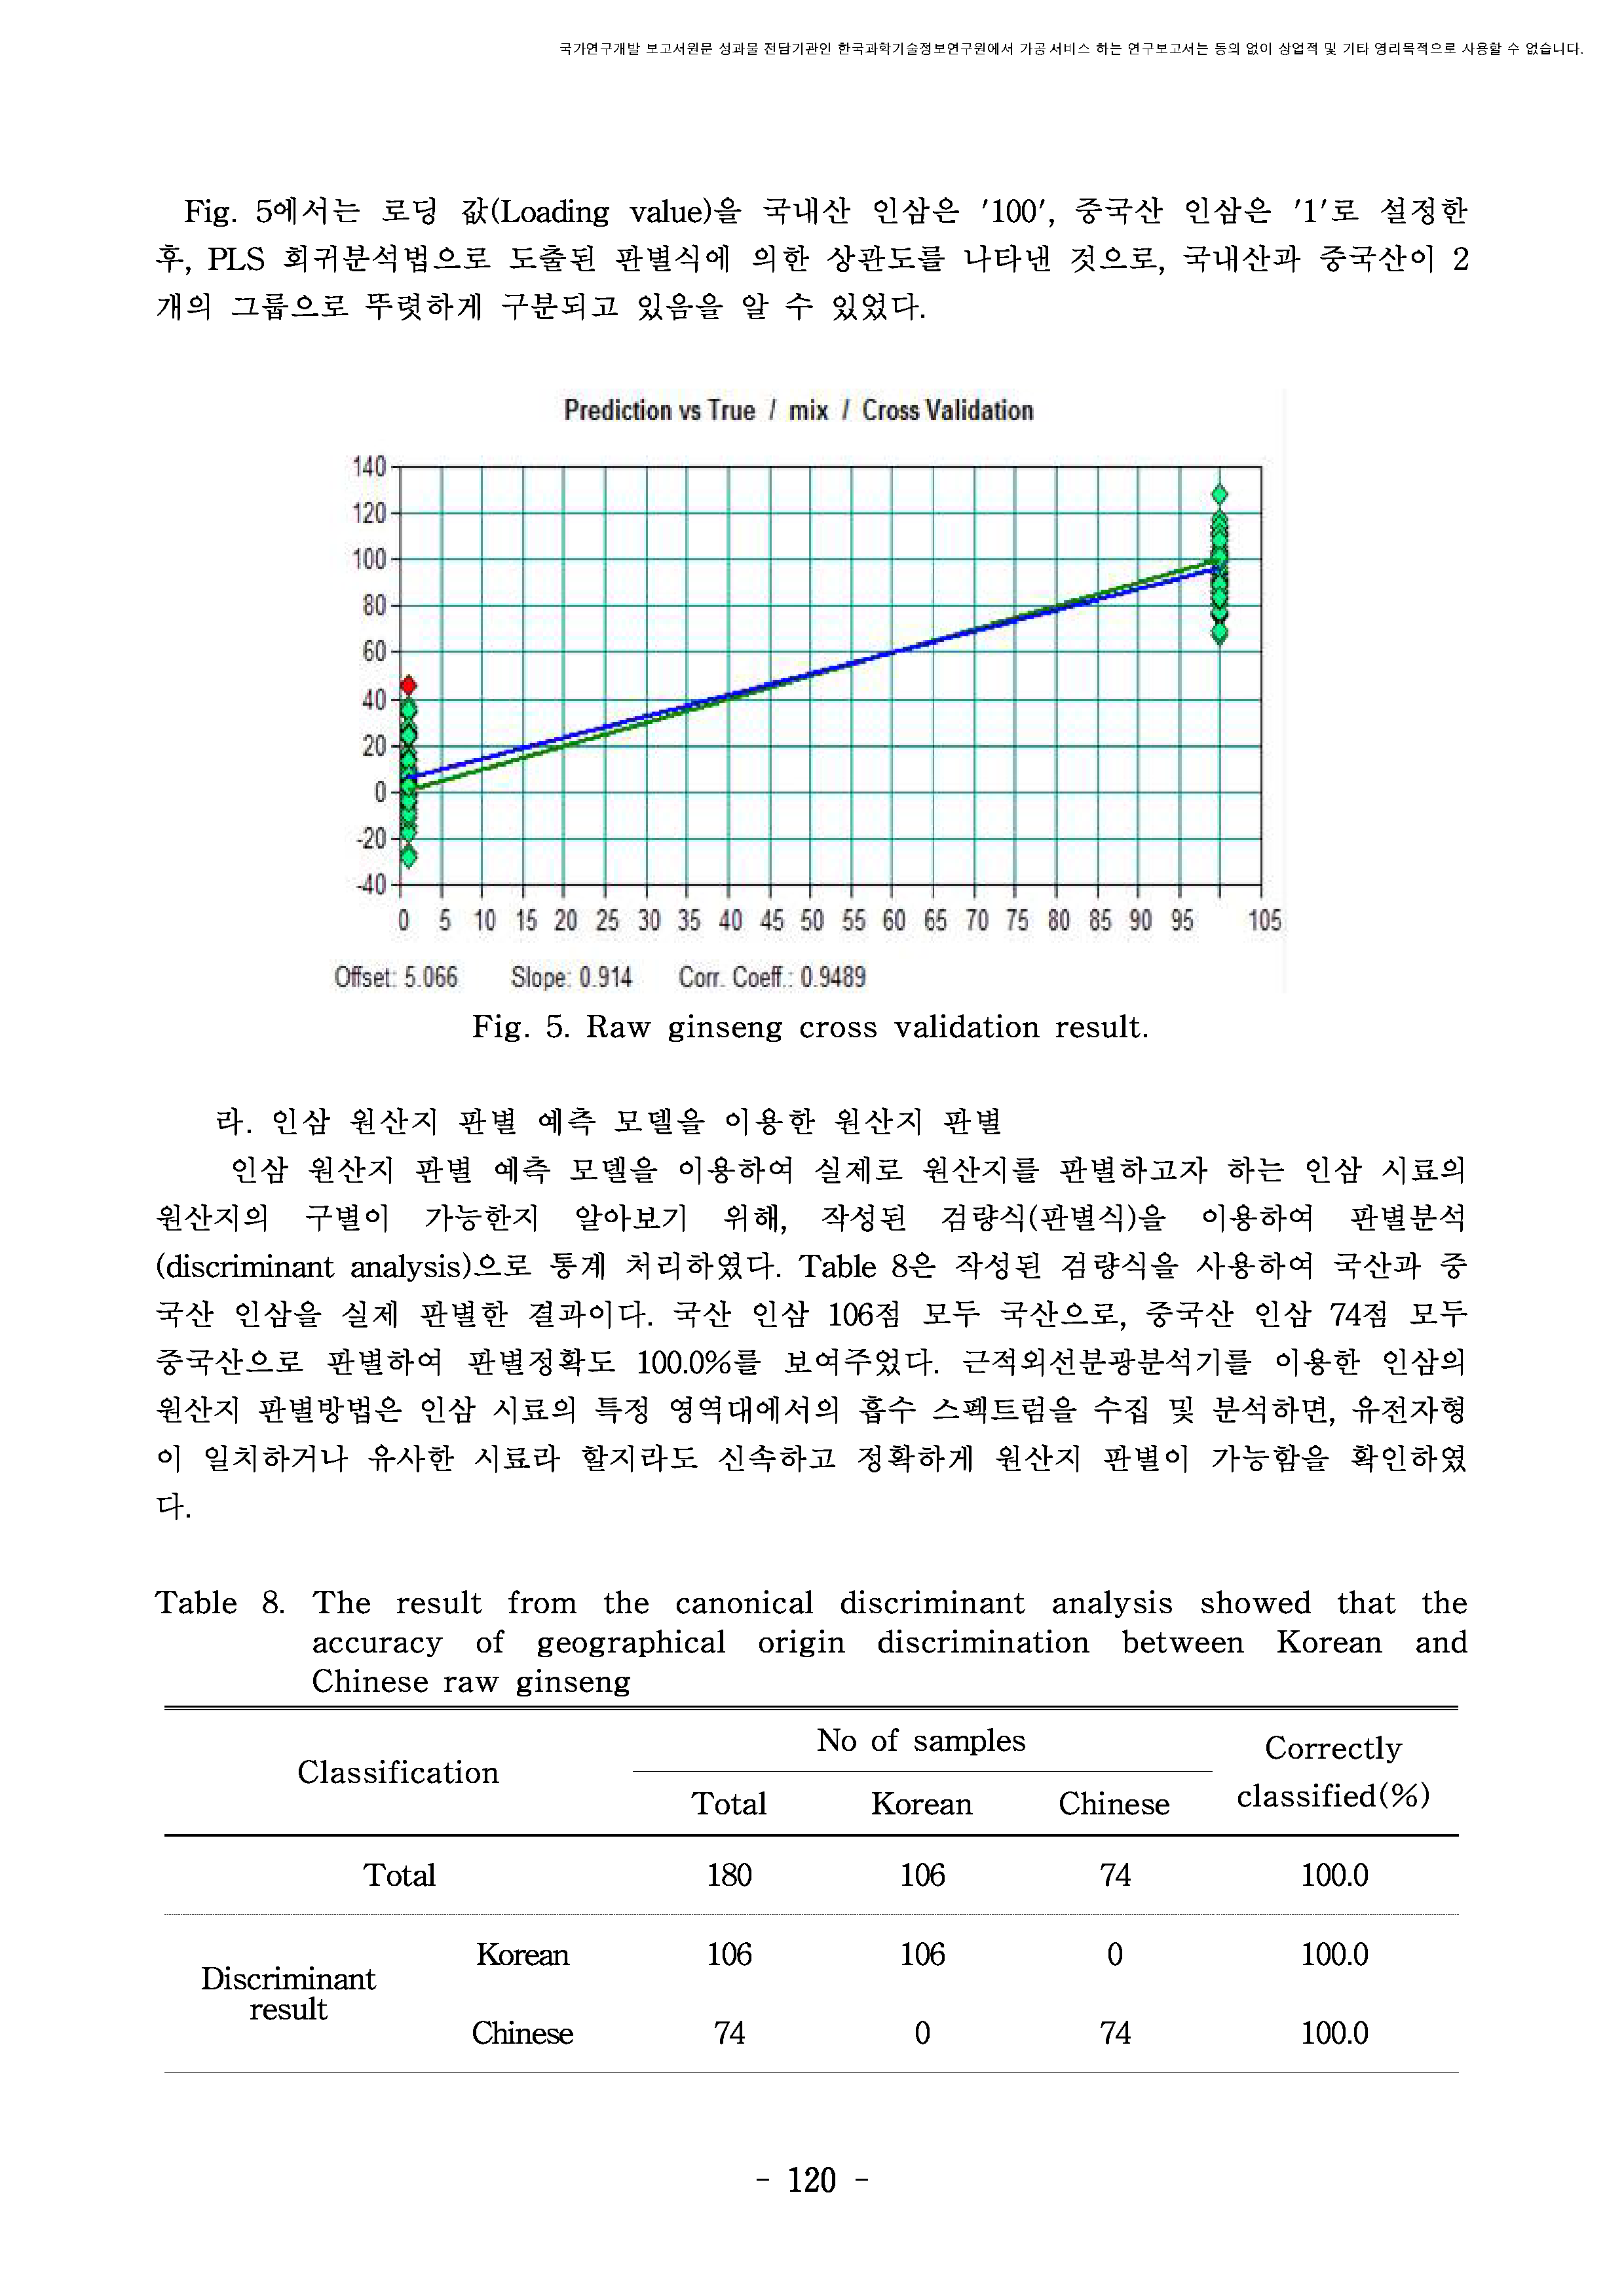 국가연구개발 보고서원문 성과물 전담기관인 한국과학기술정보연구원에서 가공·서비스 하는 연구보고서는 동의 없이 상업적 및 기타 영리목적으로 사용할 수 없습니다.
Fig. 5에서는 로딩 값(Loading value)을 국내산 인삼은 '100', 중국산 인삼은 '1'로 설정한
후, PLS 회귀분석법으로 도출된 판별식에 의한 상관도를 나타낸 것으로, 국내산과 중국산이 2
개의 그룹으로 뚜렷하게 구분되고 있음을 알 수 있었다.
Prediction vs True / mix / Cross Validation
140
120
100
80
60
40
20
0
-20
-40
0 5 10 15 20 25 30 35 40 45 50 55 60 65 70 75 80 85 90 95 105
Offset: 5.066 Slope: 0.914 Corr. Coeff.: 0.9489
Fig. 5. Raw ginseng cross validation result.
라. 인삼 원산지 판별 예측 모델을 이용한 원산지 판별
인삼 원산지 판별 예측 모델을 이용하여 실제로 원산지를 판별하고자 하는 인삼 시료의
원산지의 구별이 가능한지 알아보기 위해, 작성된 검량식(판별식)을 이용하여 판별분석
(discriminant analysis)으로 통계 처리하였다. Table 8은 작성된 검량식을 사용하여 국산과 중
국산 인삼을 실제 판별한 결과이다. 국산 인삼 106점 모두 국산으로, 중국산 인삼 74점 모두
중국산으로 판별하여 판별정확도 100.0%를 보여주었다. 근적외선분광분석기를 이용한 인삼의
원산지 판별방법은 인삼 시료의 특정 영역대에서의 흡수 스펙트럼을 수집 및 분석하면, 유전자형
이 일치하거나 유사한 시료라 할지라도 신속하고 정확하게 원산지 판별이 가능함을 확인하였
다.
Table 8. The result from the canonical discriminant analysis showed that the
accuracy of geographical origin discrimination between Korean and
Chinese raw ginseng
Classification No of samples Correctly classified(%)
Total Korean Chinese
Total 180 106 74 100.0
Discriminant result
Korean 106 106 0 100.0
Chinese 74 0 74 100.0
- 120 -